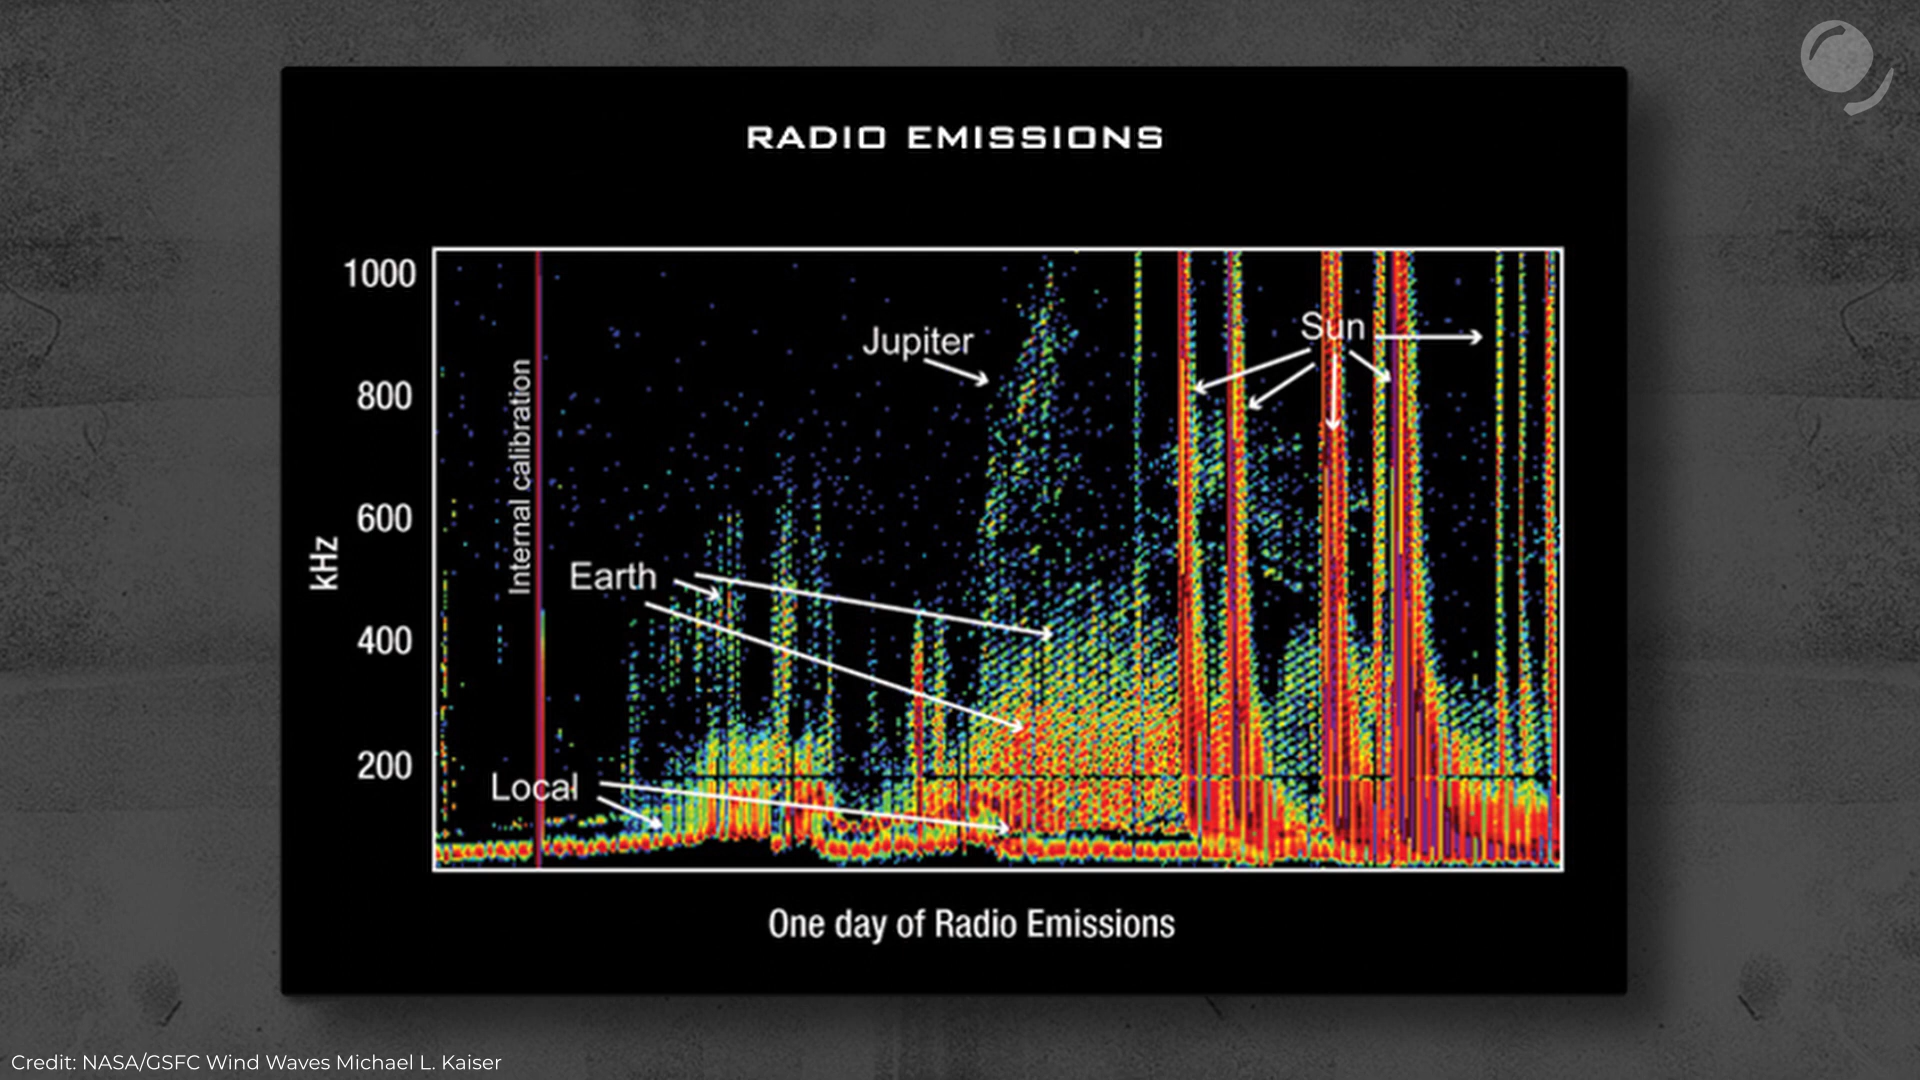 RADIO EMISSIONS
1000
800
600
400
200
kHz
Internal calibration
Jupiter
Sun
Earth
Local
One day of Radio Emissions
Credit: NASA/GSFC Wind Waves Michael L. Kaiser